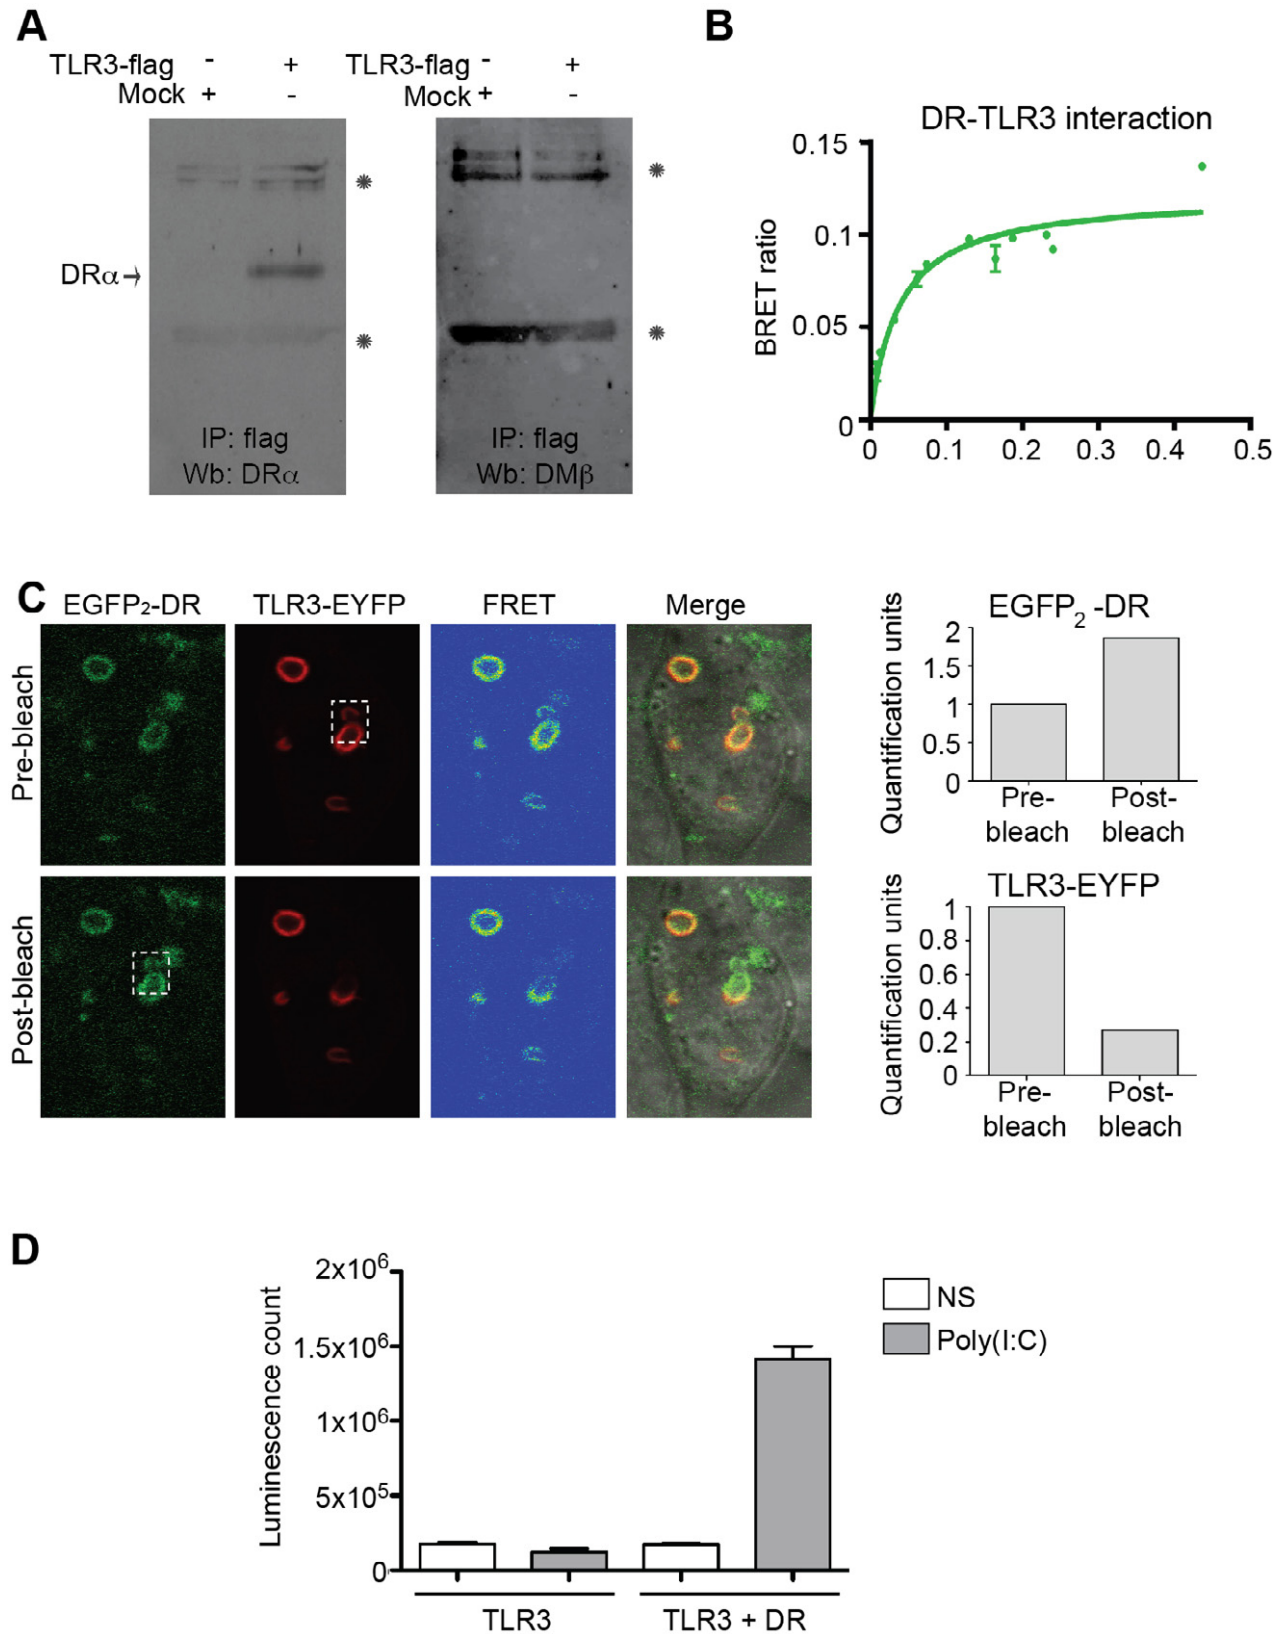 A
TLR3-flag - +
Mock + -
TLR3-flag - +
Mock + -
DRα
IP: flag
Wb: DRα
IP: flag
Wb: DMβ
B
DR-TLR3 interaction
BRET ratio
0.15
0.1
0.05
0
0 0.1 0.2 0.3 0.4 0.5
C
EGFP₂-DR TLR3-EYFP FRET Merge
Pre-bleach
Post-bleach
EGFP₂ -DR
Quantification units
2
1.5
1
0.5
0
Pre-
bleach
Post-
bleach
TLR3-EYFP
Quantification units
1
0.8
0.6
0.4
0.2
0
Pre-
bleach
Post-
bleach
D
Luminescence count
2x10⁶
1.5x10⁶
1x10⁶
5x10⁵
0
TLR3 TLR3 + DR
NS
Poly(I:C)